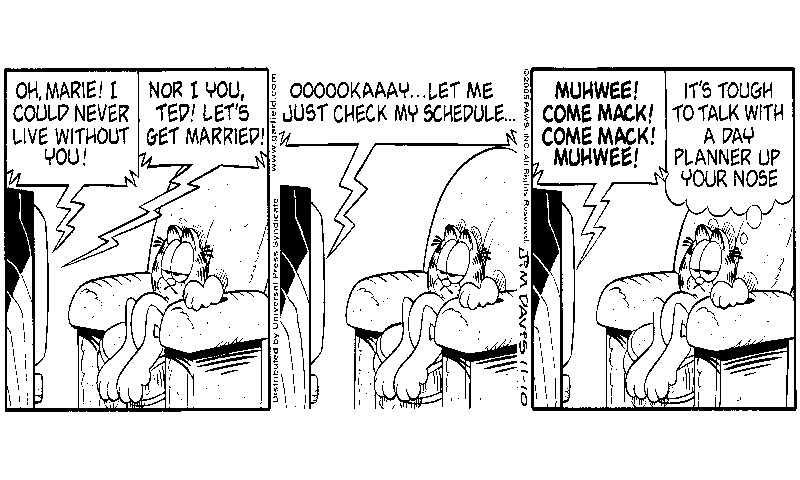 OH, MARIE! I
COULD NEVER
LIVE WITHOUT
YOU!
NOR I YOU,
TED! LET'S
GET MARRIED!
www.garfield.com
Distributed by Universal Press Syndicate
OOOOOKAAAY...LET ME
JUST CHECK MY SCHEDULE...
© 2005 PAWS, INC. All Rights Reserved.
JIM DAVIS 11-10
MUHWEE!
COME MACK!
COME MACK!
MUHWEE!
IT'S TOUGH
TO TALK WITH
A DAY
PLANNER UP
YOUR NOSE